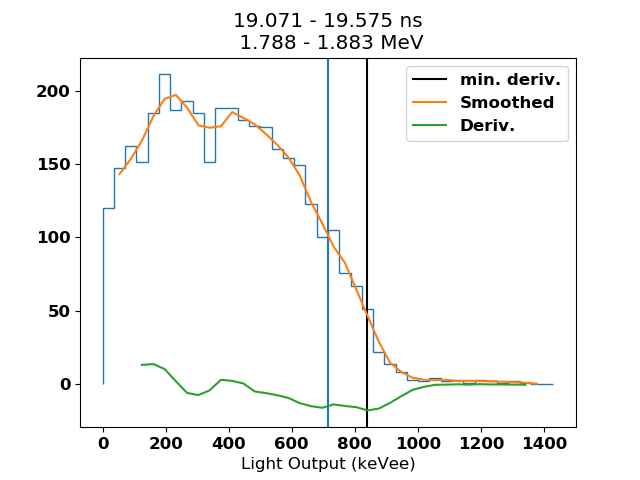 19.071 - 19.575 ns
1.788 - 1.883 MeV
min. deriv.
Smoothed
Deriv.
200
150
100
50
0
0 200 400 600 800 1000 1200 1400
Light Output (keVee)